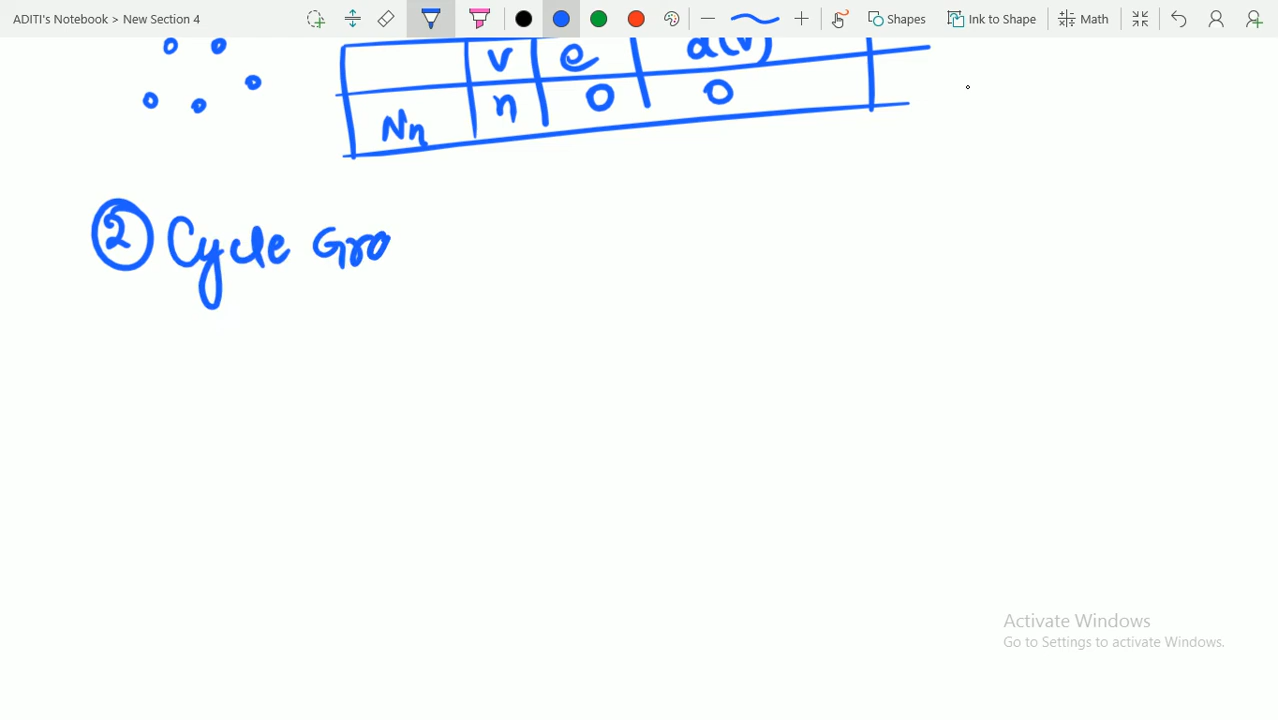 ADITI's Notebook > New Section 4 Shapes Ink to Shape Math
v e d(v)
Nn n 0 0
2 Cycle Gro
Activate Windows
Go to Settings to activate Windows.